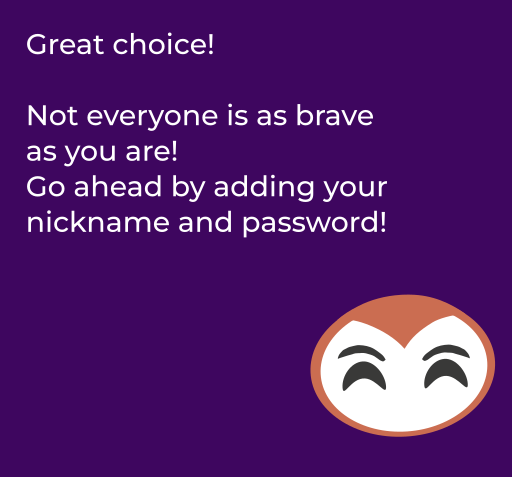 Great choice!
Not everyone is as brave
as you are!
Go ahead by adding your
nickname and password!